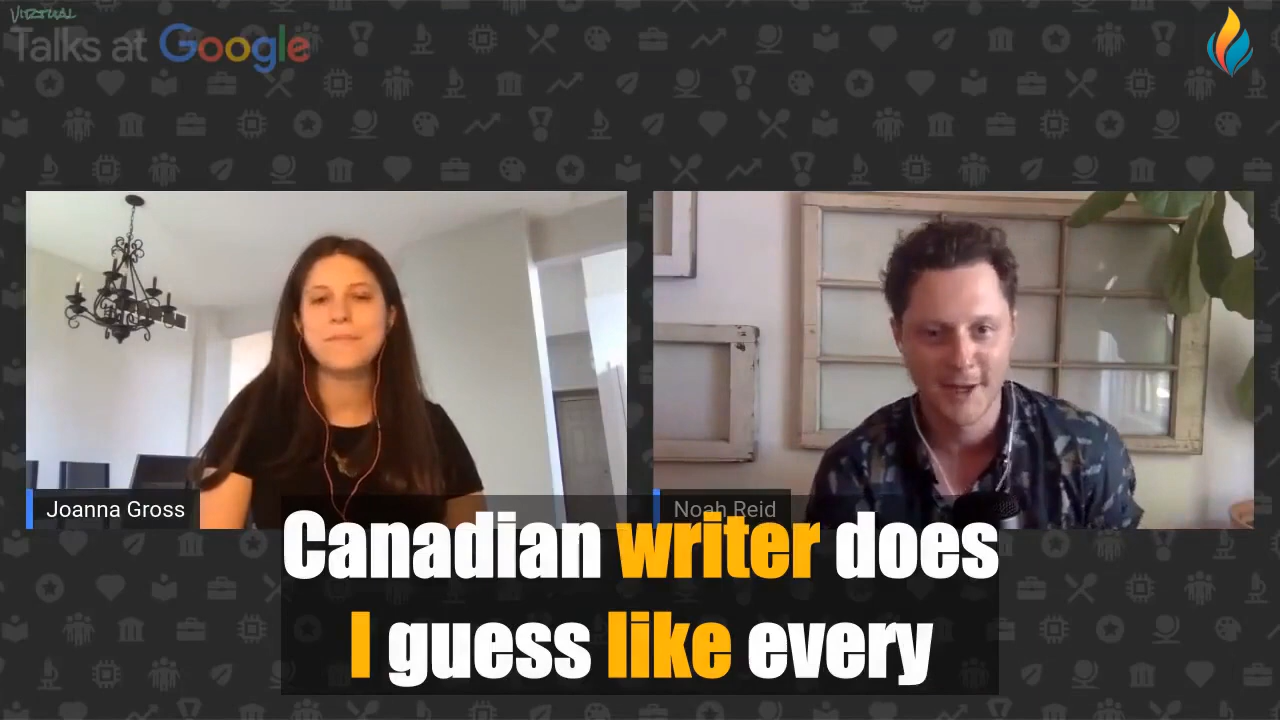 VIRTUAL
Talks at Google
Joanna Gross
Noah Reid
Canadian writer does
I guess like every